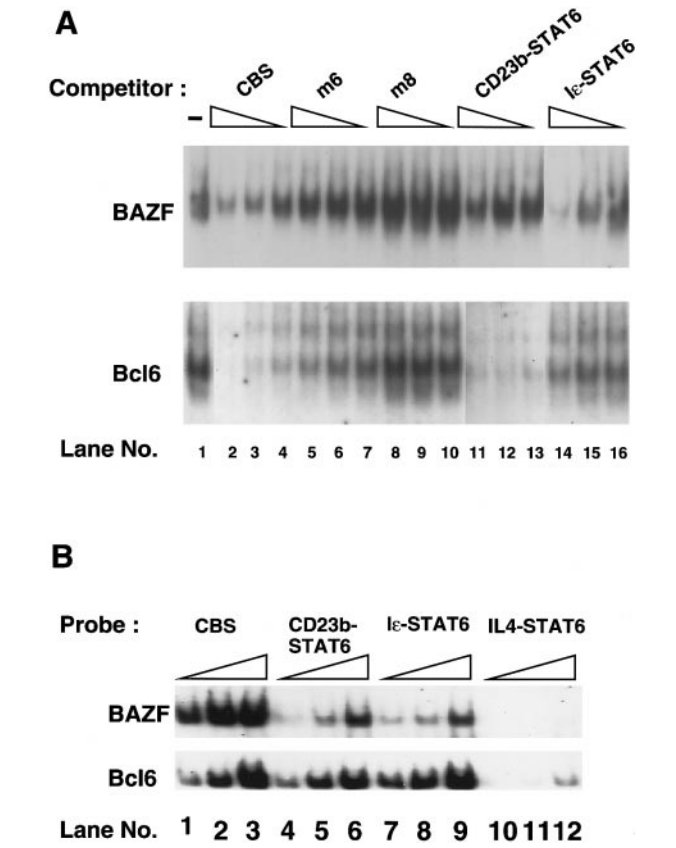 A
Competitor : CBS m6 m8 CD23b-STAT6 Iε-STAT6
–
BAZF
Bcl6
Lane No. 1 2 3 4 5 6 7 8 9 10 11 12 13 14 15 16
B
Probe : CBS CD23b-STAT6 Iε-STAT6 IL4-STAT6
BAZF
Bcl6
Lane No. 1 2 3 4 5 6 7 8 9 10 11 12